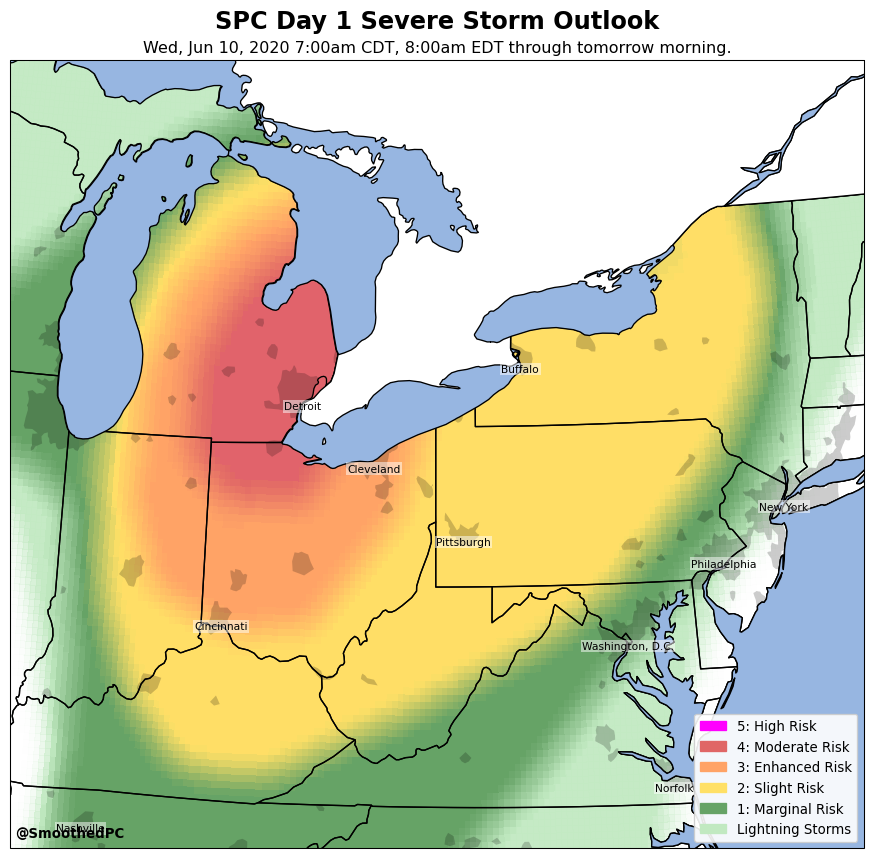 SPC Day 1 Severe Storm Outlook
Wed, Jun 10, 2020 7:00am CDT, 8:00am EDT through tomorrow morning.
Buffalo
Detroit
Cleveland
New York
Pittsburgh
Philadelphia
Cincinnati
Washington, D.C.
Norfolk
Nashville
@SmoothedPC
5: High Risk
4: Moderate Risk
3: Enhanced Risk
2: Slight Risk
1: Marginal Risk
Lightning Storms